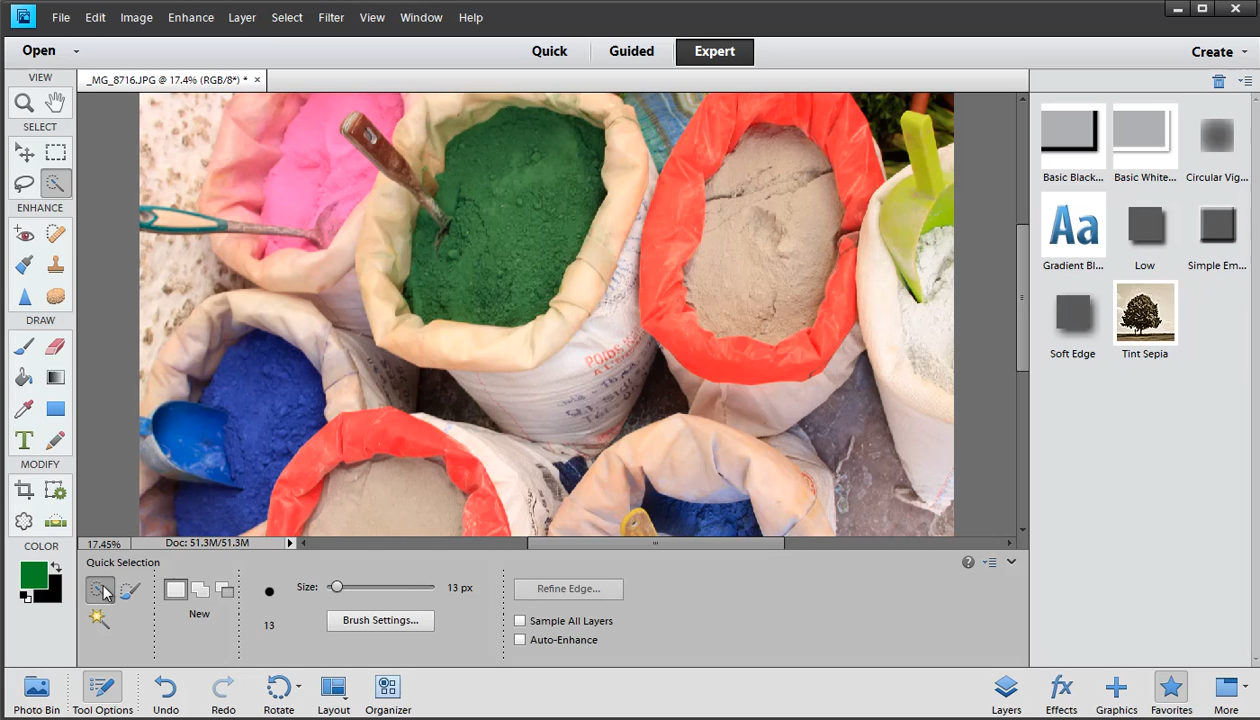 File Edit Image Enhance Layer Select Filter View Window Help
Open Quick Guided Expert Create
VIEW
_MG_8716.JPG @ 17.4% (RGB/8*) * ×
SELECT
Basic Black... Basic White... Circular Vig...
ENHANCE
Aa
Gradient Bl... Low Simple Em...
DRAW
Soft Edge Tint Sepia
POIDS
T
MODIFY
COLOR
17.45% Doc: 51.3M/51.3M
Quick Selection
Size: 13 px
Refine Edge...
New
13
Brush Settings...
Sample All Layers
Auto-Enhance
Photo Bin Tool Options Undo Redo Rotate Layout Organizer Layers fx Effects Graphics Favorites More